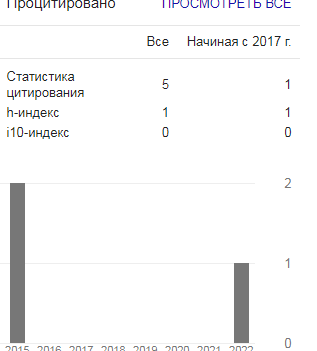 Процитировано ПРОСМОТРЕТЬ ВСЕ
Все Начиная с 2017 г.
Статистика
цитирования 5 1
h-индекс 1 1
i10-индекс 0 0
2
1
0
2015 2016 2017 2018 2019 2020 2021 2022